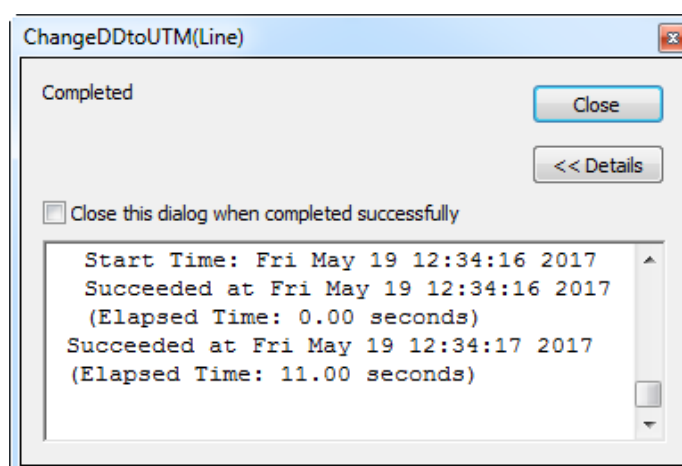 ChangeDDtoUTM(Line)
Completed
Close
<< Details
Close this dialog when completed successfully
Start Time: Fri May 19 12:34:16 2017
Succeeded at Fri May 19 12:34:16 2017
(Elapsed Time: 0.00 seconds)
Succeeded at Fri May 19 12:34:17 2017
(Elapsed Time: 11.00 seconds)